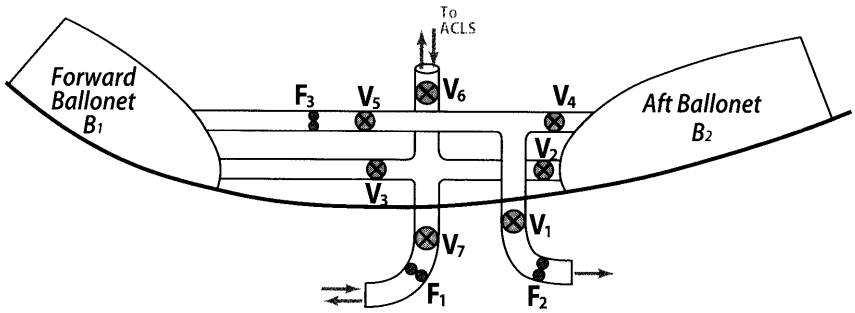 To
ACLS
Forward
Ballonet
B₁
F₃
V₅
V₆
V₄
Aft Ballonet
B₂
V₂
V₃
V₁
V₇
F₁
F₂